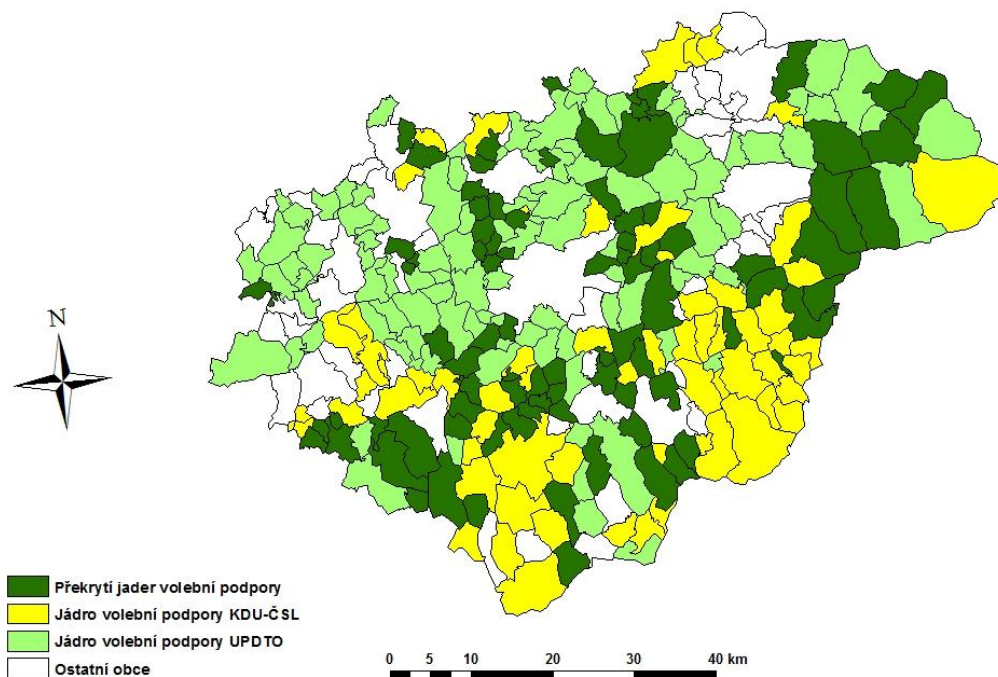 N
Překrytí jader volební podpory
Jádro volební podpory KDU-ČSL
Jádro volební podpory UPDTO
Ostatní obce
0 5 10 20 30 40 km